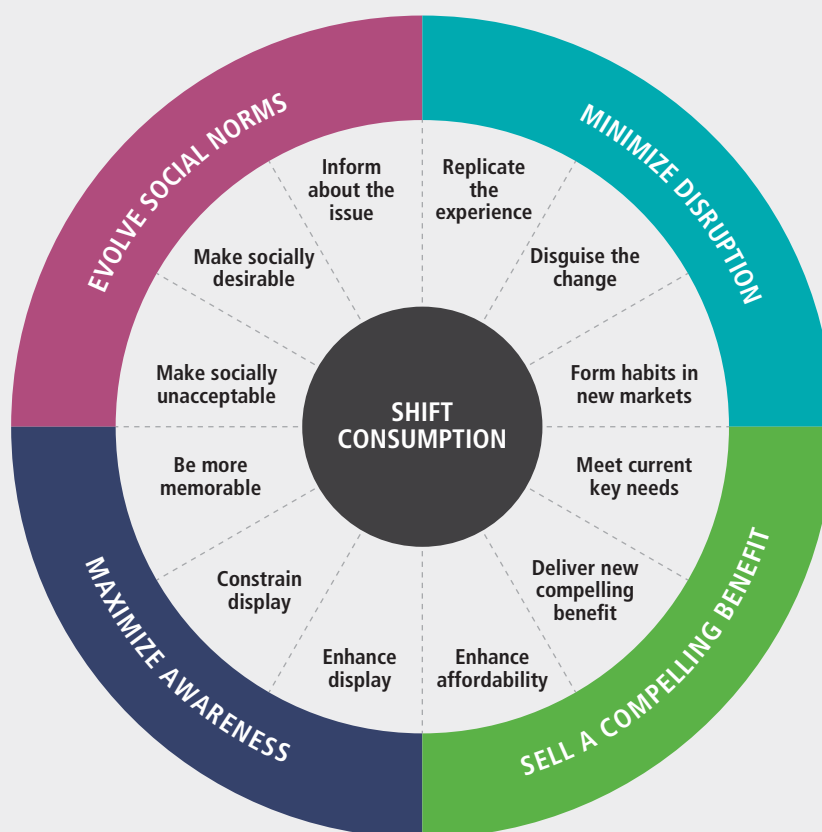 EVOLVE SOCIAL NORMS
MINIMIZE DISRUPTION
Inform
about the
issue
Replicate
the
experience
Make socially
desirable
Disguise the
change
Make socially
unacceptable
Form habits in
new markets
SHIFT
CONSUMPTION
Be more
memorable
Meet current
key needs
Constrain
display
Deliver new
compelling
benefit
Enhance
display
Enhance
affordability
MAXIMIZE AWARENESS
SELL A COMPELLING BENEFIT